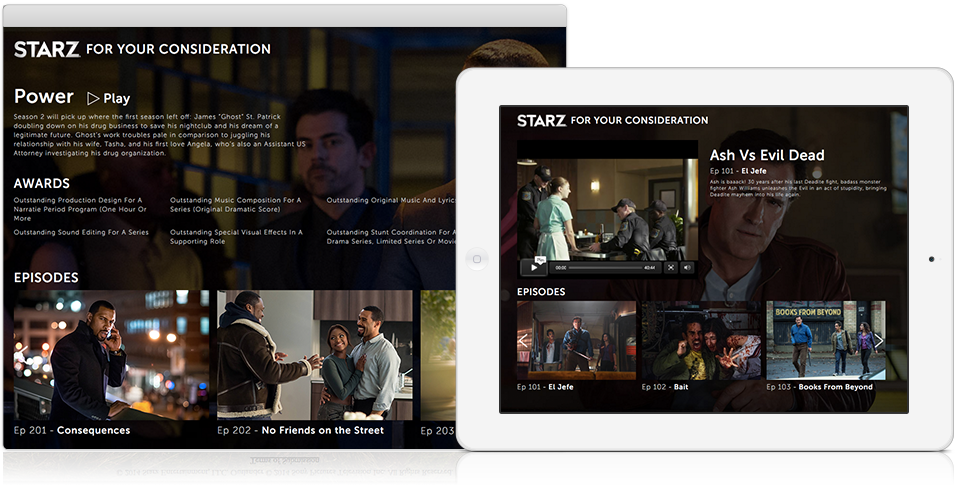 STARZ FOR YOUR CONSIDERATION
Power Play
Season 2 will pick up where the first season left off: James "Ghost" St. Patrick
doubling down on his drug business to save his nightclub and his dream of a
legitimate future. Ghost's work troubles pale in comparison to juggling his
relationship with his wife, Tasha, and his first love Angela, who's also an Assistant US
Attorney investigating his drug organization.
AWARDS
Outstanding Production Design For A
Narratie Period Program (One Hour Or
More
Outstanding Music Composition For A
Series (Original Dramatic Score)
Outstanding Original Music And Lyric
Outstanding Sound Editing For A Series
Outstanding Special Visual Effects In A
Supporting Role
Outstanding Stunt Coordination For A
Drama Series, Limited Series Or Movie
EPISODES
Ep 201 - Consequences
Ep 202 - No Friends on the Street
Ep 203
STARZ FOR YOUR CONSIDERATION
Ash Vs Evil Dead
Ep 101 - El Jefe
Ash is baaack! 30 years after his last Deadite fight, badass monster
fighter Ash Williams unleashes the Evil in an act of stupidity, bringing
Deadite mayhem into his life again.
Play
00:00
40:44
EPISODES
BOOKS FROM BEYOND
Ep 101 - El Jefe
Ep 102 - Bait
Ep 103 - Books From Beyond
Terms of Submission